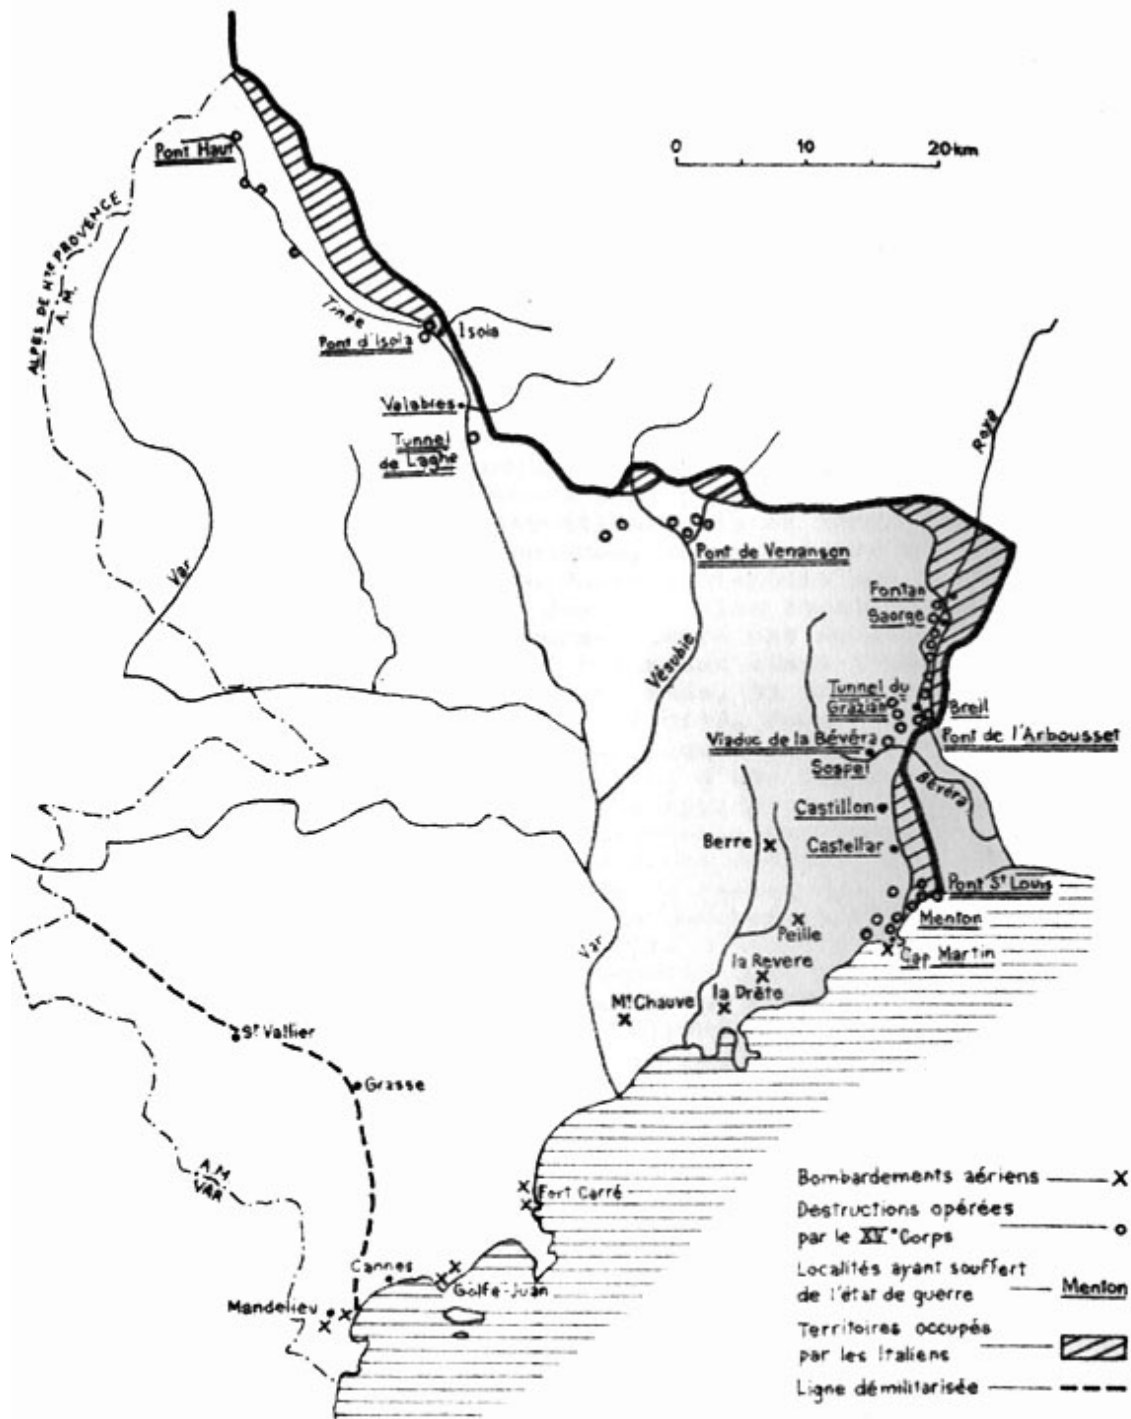 0 10 20 km
Pont Haut
ALPES DE Hte PROVENCE
A. M.
Tinée
Isola
Pont d'Isola
Valabres
Tunnel
de Laghe
Roya
Var
Pont de Venanson
Vésubie
Fontan
Saorge
Tunnel du
Grazian
Breil
Pont de l'Arbousset
Viaduc de la Bévéra
Sospel
Bévéra
Castillon
Berre
Castellar
Pont St Louis
Menton
Peille
Cap Martin
Var
la Revere
la Drète
Mt Chauve
St Vallier
Grasse
A.M
VAR
Fort Carré
Cannes
Golfe-Juan
Mandelieu
Bombardements aériens X
Destructions opérées
par le XV° Corps
Localités ayant souffert
de l'état de guerre Menton
Territoires occupés
par les Italiens
Ligne démilitarisée